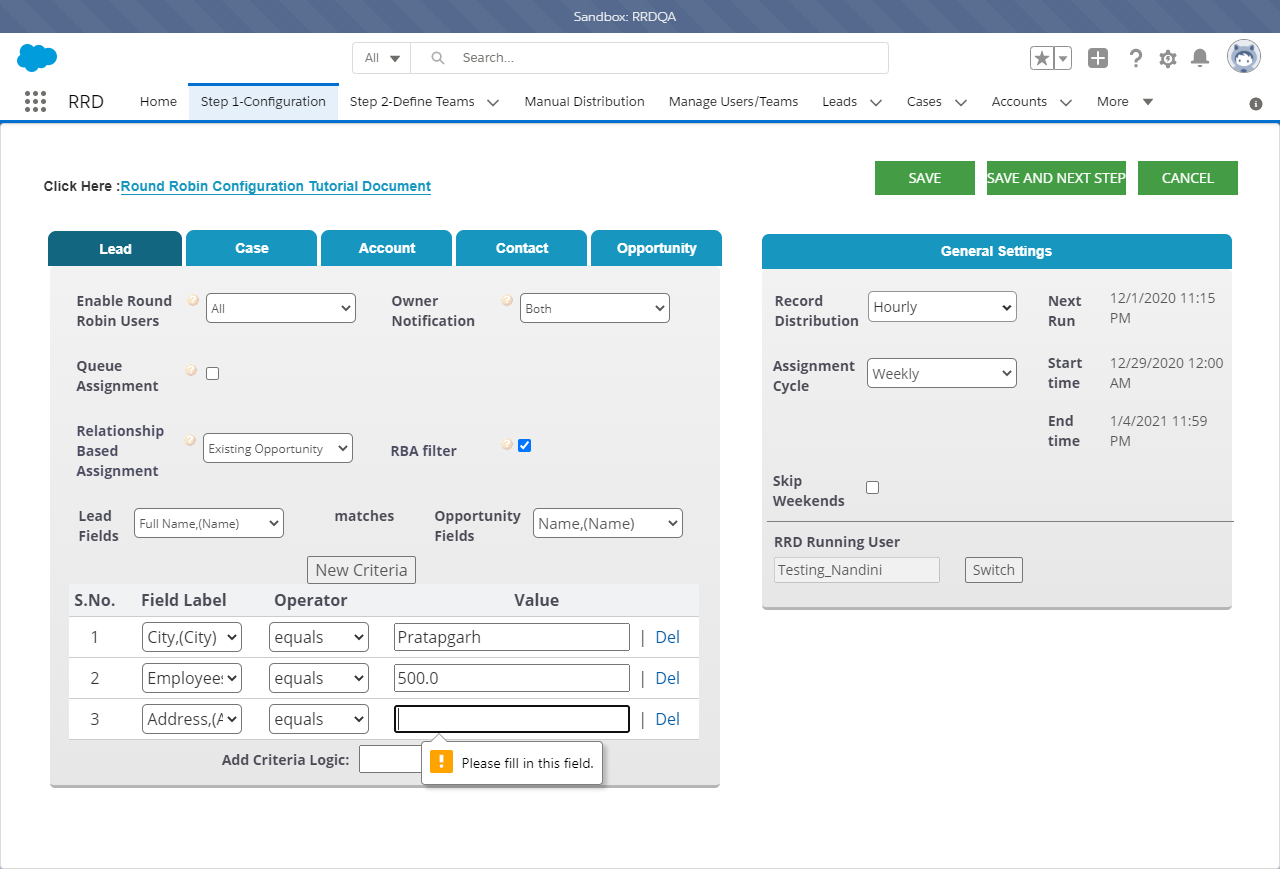 Sandbox: RRDQA
All
Search...
RRD
Home
Step 1-Configuration
Step 2-Define Teams
Manual Distribution
Manage Users/Teams
Leads
Cases
Accounts
More
Click Here :Round Robin Configuration Tutorial Document
SAVE
SAVE AND NEXT STEP
CANCEL
Lead
Case
Account
Contact
Opportunity
Enable Round
Robin Users
All
Owner
Notification
Both
Queue
Assignment
Relationship
Based
Assignment
Existing Opportunity
RBA filter
Lead
Fields
Full Name,(Name)
matches
Opportunity
Fields
Name,(Name)
New Criteria
S.No. Field Label Operator Value
1 City,(City) equals Pratapgarh | Del
2 Employees equals 500.0 | Del
3 Address,(A equals | Del
Add Criteria Logic:
Please fill in this field.
General Settings
Record
Distribution
Hourly
Next
Run
12/1/2020 11:15
PM
Assignment
Cycle
Weekly
Start
time
12/29/2020 12:00
AM
End
time
1/4/2021 11:59
PM
Skip
Weekends
RRD Running User
Testing_Nandini
Switch